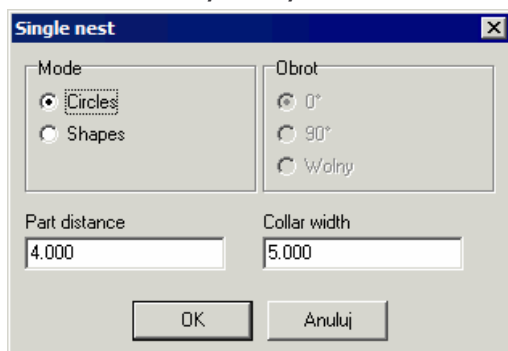 Single nest
Mode
Circles
Shapes
Obrot
0°
90°
Wolny
Part distance
4.000
Collar width
5.000
OK
Anuluj